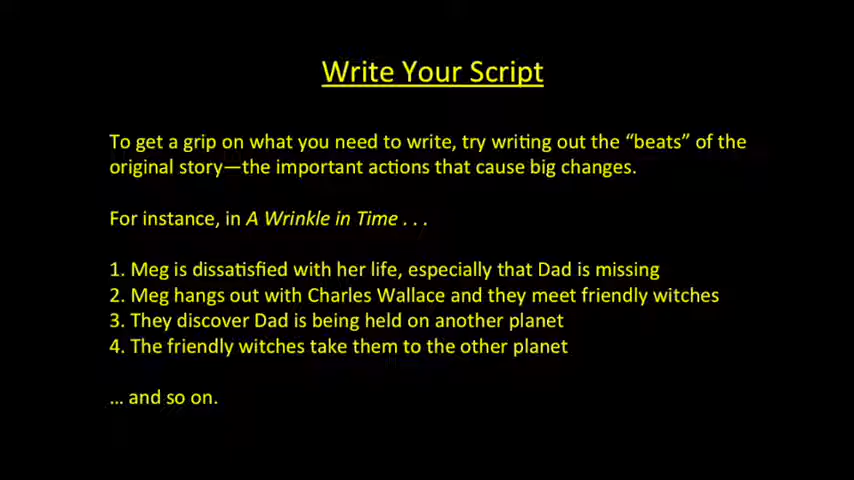 Write Your Script
To get a grip on what you need to write, try writing out the “beats” of the
original story—the important actions that cause big changes.
For instance, in A Wrinkle in Time . . .
1. Meg is dissatisfied with her life, especially that Dad is missing
2. Meg hangs out with Charles Wallace and they meet friendly witches
3. They discover Dad is being held on another planet
4. The friendly witches take them to the other planet
… and so on.